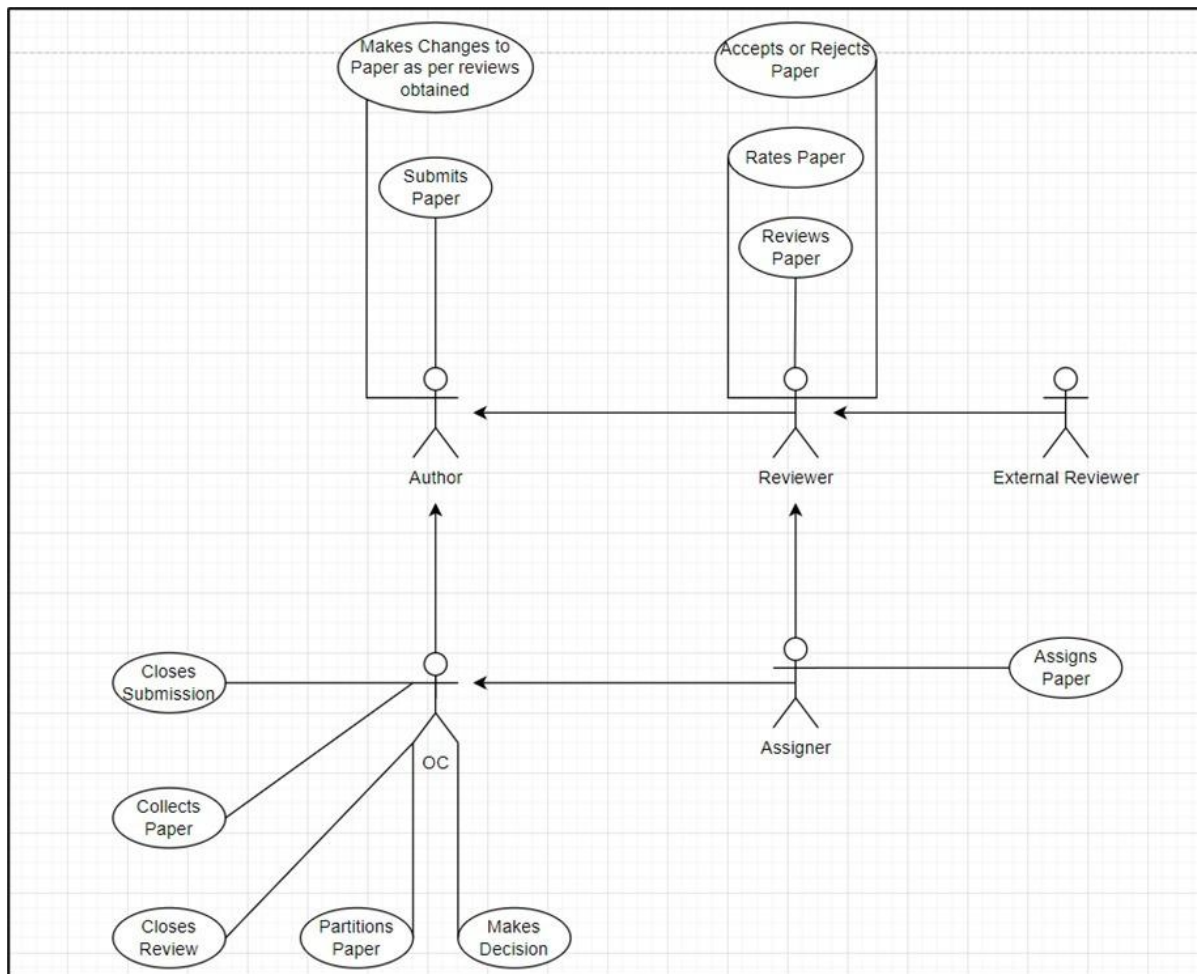 Makes Changes to
Paper as per reviews
obtained
Accepts or Rejects
Paper
Rates Paper
Submits
Paper
Reviews
Paper
Author
Reviewer
External Reviewer
Closes
Submission
Assigns
Paper
Assigner
OC
Collects
Paper
Closes
Review
Partitions
Paper
Makes
Decision